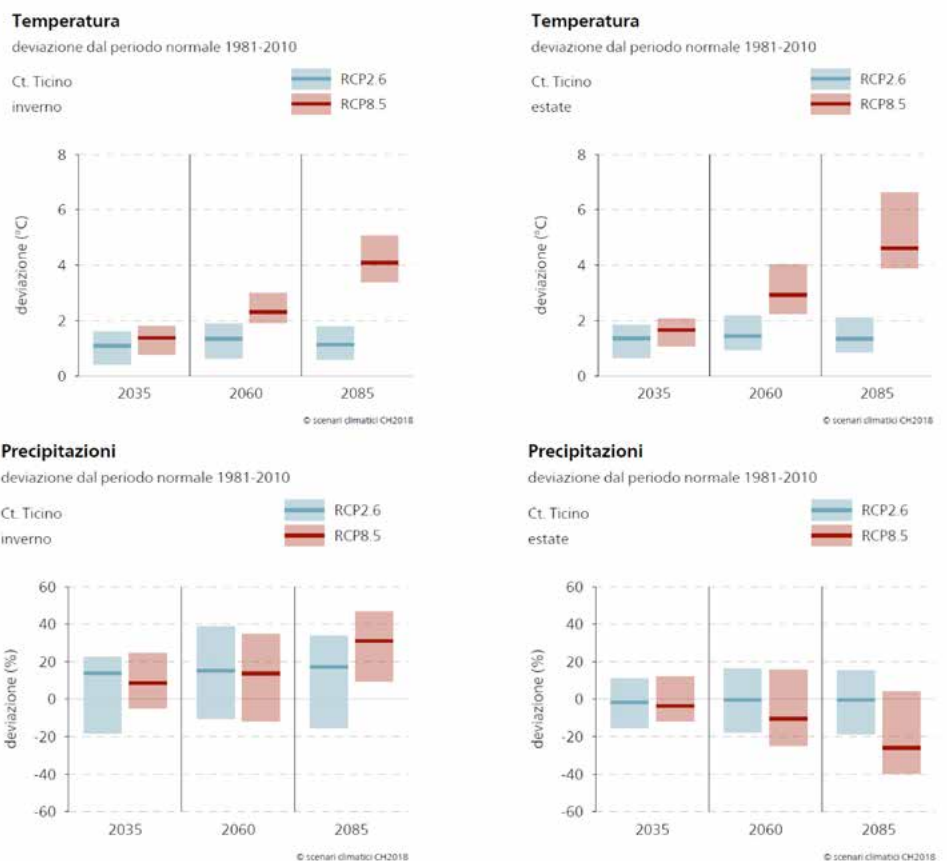 Temperatura
deviazione dal periodo normale 1981-2010
Ct. Ticino
inverno
RCP2.6
RCP8.5
deviazione (°C)
8
6
4
2
0
2035 2060 2085
© scenari climatici CH2018
Temperatura
deviazione dal periodo normale 1981-2010
Ct. Ticino
estate
RCP2.6
RCP8.5
deviazione (°C)
8
6
4
2
0
2035 2060 2085
© scenari climatici CH2018
Precipitazioni
deviazione dal periodo normale 1981-2010
Ct. Ticino
inverno
RCP2.6
RCP8.5
deviazione (%)
60
40
20
0
-20
-40
-60
2035 2060 2085
© scenari climatici CH2018
Precipitazioni
deviazione dal periodo normale 1981-2010
Ct. Ticino
estate
RCP2.6
RCP8.5
deviazione (%)
60
40
20
0
-20
-40
-60
2035 2060 2085
© scenari climatici CH2018